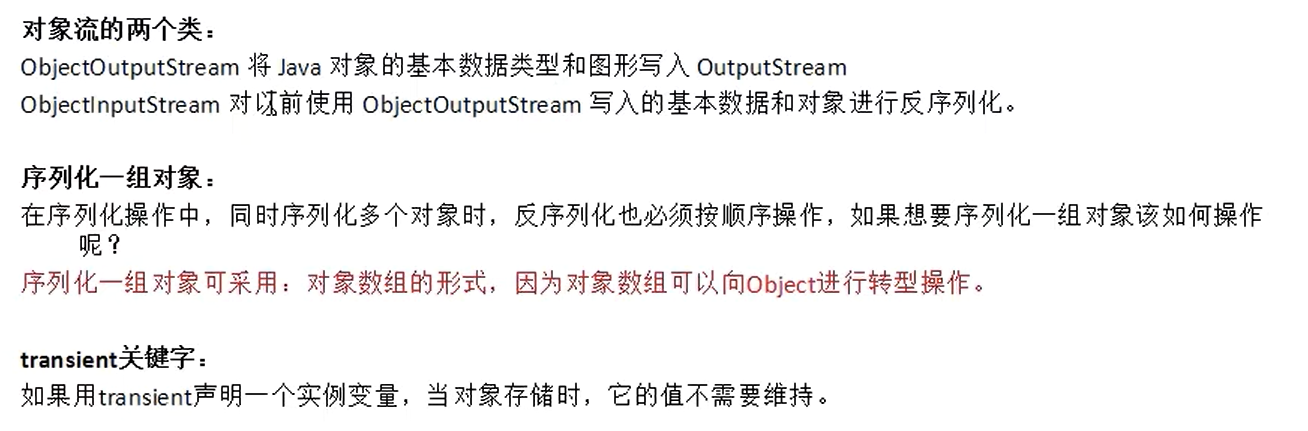 对象流的两个类：
ObjectOutputStream 将 Java 对象的基本数据类型和图形写入 OutputStream
ObjectInputStream 对以前使用 ObjectOutputStream 写入的基本数据和对象进行反序列化。
序列化一组对象：
在序列化操作中，同时序列化多个对象时，反序列化也必须按顺序操作，如果想要序列化一组对象该如何操作
呢？
序列化一组对象可采用：对象数组的形式，因为对象数组可以向Object进行转型操作。
transient关键字：
如果用transient声明一个实例变量，当对象存储时，它的值不需要维持。